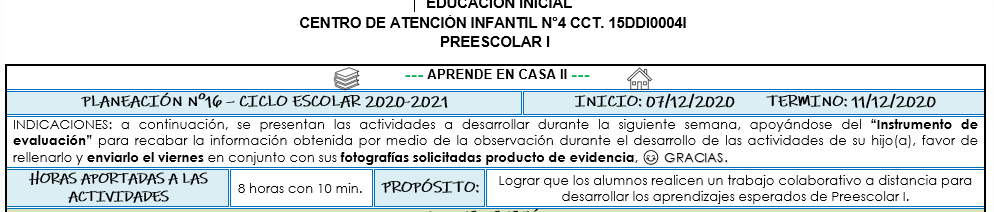 EDUCACIÓN INICIAL
CENTRO DE ATENCIÓN INFANTIL N°4 CCT. 15DDI0004I
PREESCOLAR I
--- APRENDE EN CASA II ---
PLANEACIÓN Nº16 – CICLO ESCOLAR 2020-2021
INICIO: 07/12/2020 TERMINO: 11/12/2020
INDICACIONES: a continuación, se presentan las actividades a desarrollar durante la siguiente semana, apoyándose del “Instrumento de
evaluación” para recabar la información obtenida por medio de la observación durante el desarrollo de las actividades de su hijo(a), favor de
rellenarlo y enviarlo el viernes en conjunto con sus fotografías solicitadas producto de evidencia, ☺ GRACIAS.
HORAS APORTADAS A LAS
ACTIVIDADES
8 horas con 10 min.
PROPÓSITO:
Lograr que los alumnos realicen un trabajo colaborativo a distancia para
desarrollar los aprendizajes esperados de Preescolar I.